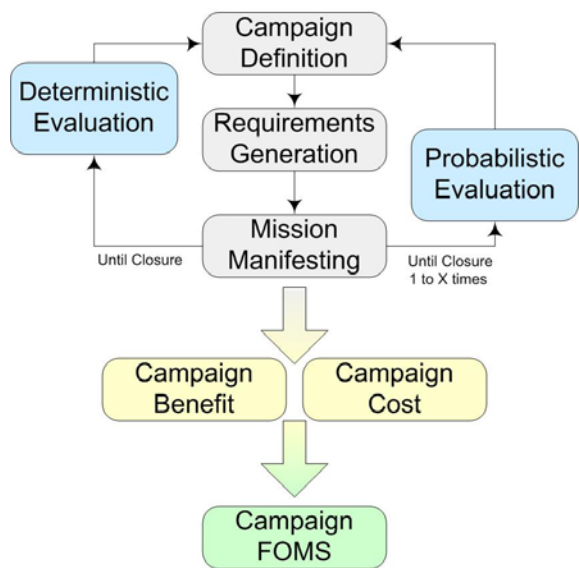 Campaign
Definition
Deterministic
Evaluation
Requirements
Generation
Probabilistic
Evaluation
Mission
Manifesting
Until Closure
Until Closure
1 to X times
Campaign
Benefit
Campaign
Cost
Campaign
FOMS